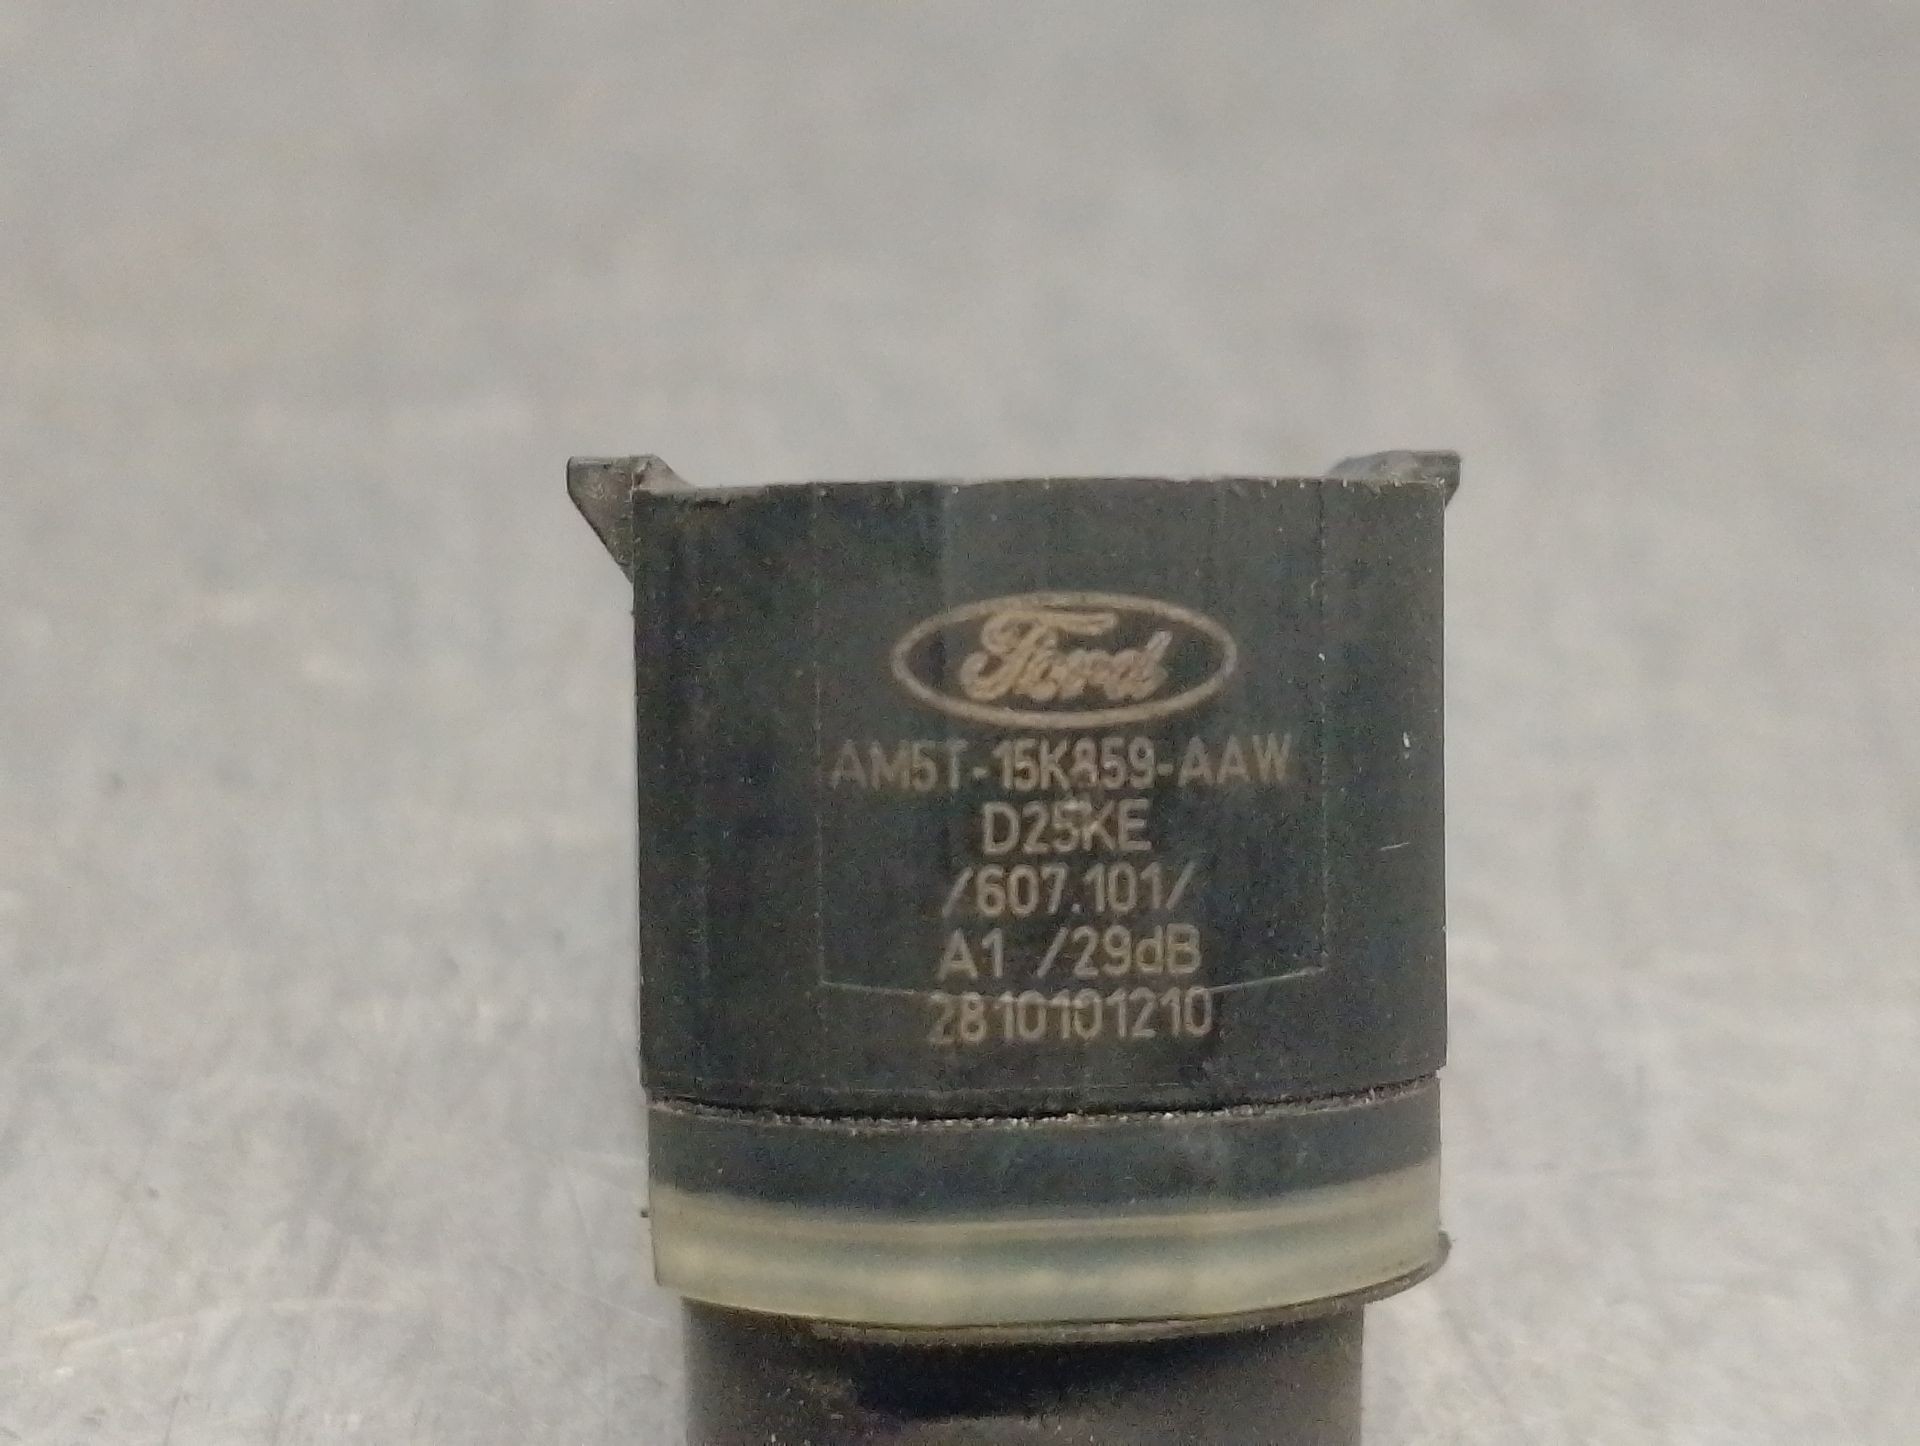 Ford
AM5T-15K859-AAW
D25KE
/607.101/
A1 /29dB
2810101210